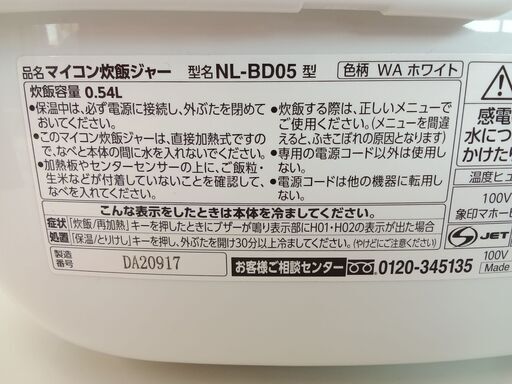 品名 マイコン炊飯ジャー 型名 NL-BD05 型 色柄 WA ホワイト
炊飯容量 0.54L
●保温中は、必ず電源に接続し、外ぶたを閉めて
おいてください。
●このマイコン炊飯ジャーは、直接加熱式ですの
で、なべと本体の間に水を入れないでください。
●加熱板やセンターセンサーの上に、ご飯粒・
生米などが付着していないことを確認して、
なべを入れてください。
●炊飯する際は、正しいメニューで
ご使用ください。(メニューを間違
えると、ふきこぼれの原因となります)
●専用の電源コード以外は使用し
ない。
●電源コードは他の機器に転用し
ない。
こんな表示をしたときは本体を冷ましてください。
症状 「炊飯/再加熱」キーを押したときにブザーが鳴り表示部にH01・H02の表示が出た場合
処置 「保温/とりけし」キーを押し、外ぶたを開け30分以上冷ましてください。(やけどにご注意ください)
製造
番号 DA20917
お客様ご相談センター 0120-345135
感電
水につ
かけたり
温度ヒュ
100V
象印マホービ
JET
100V
Made